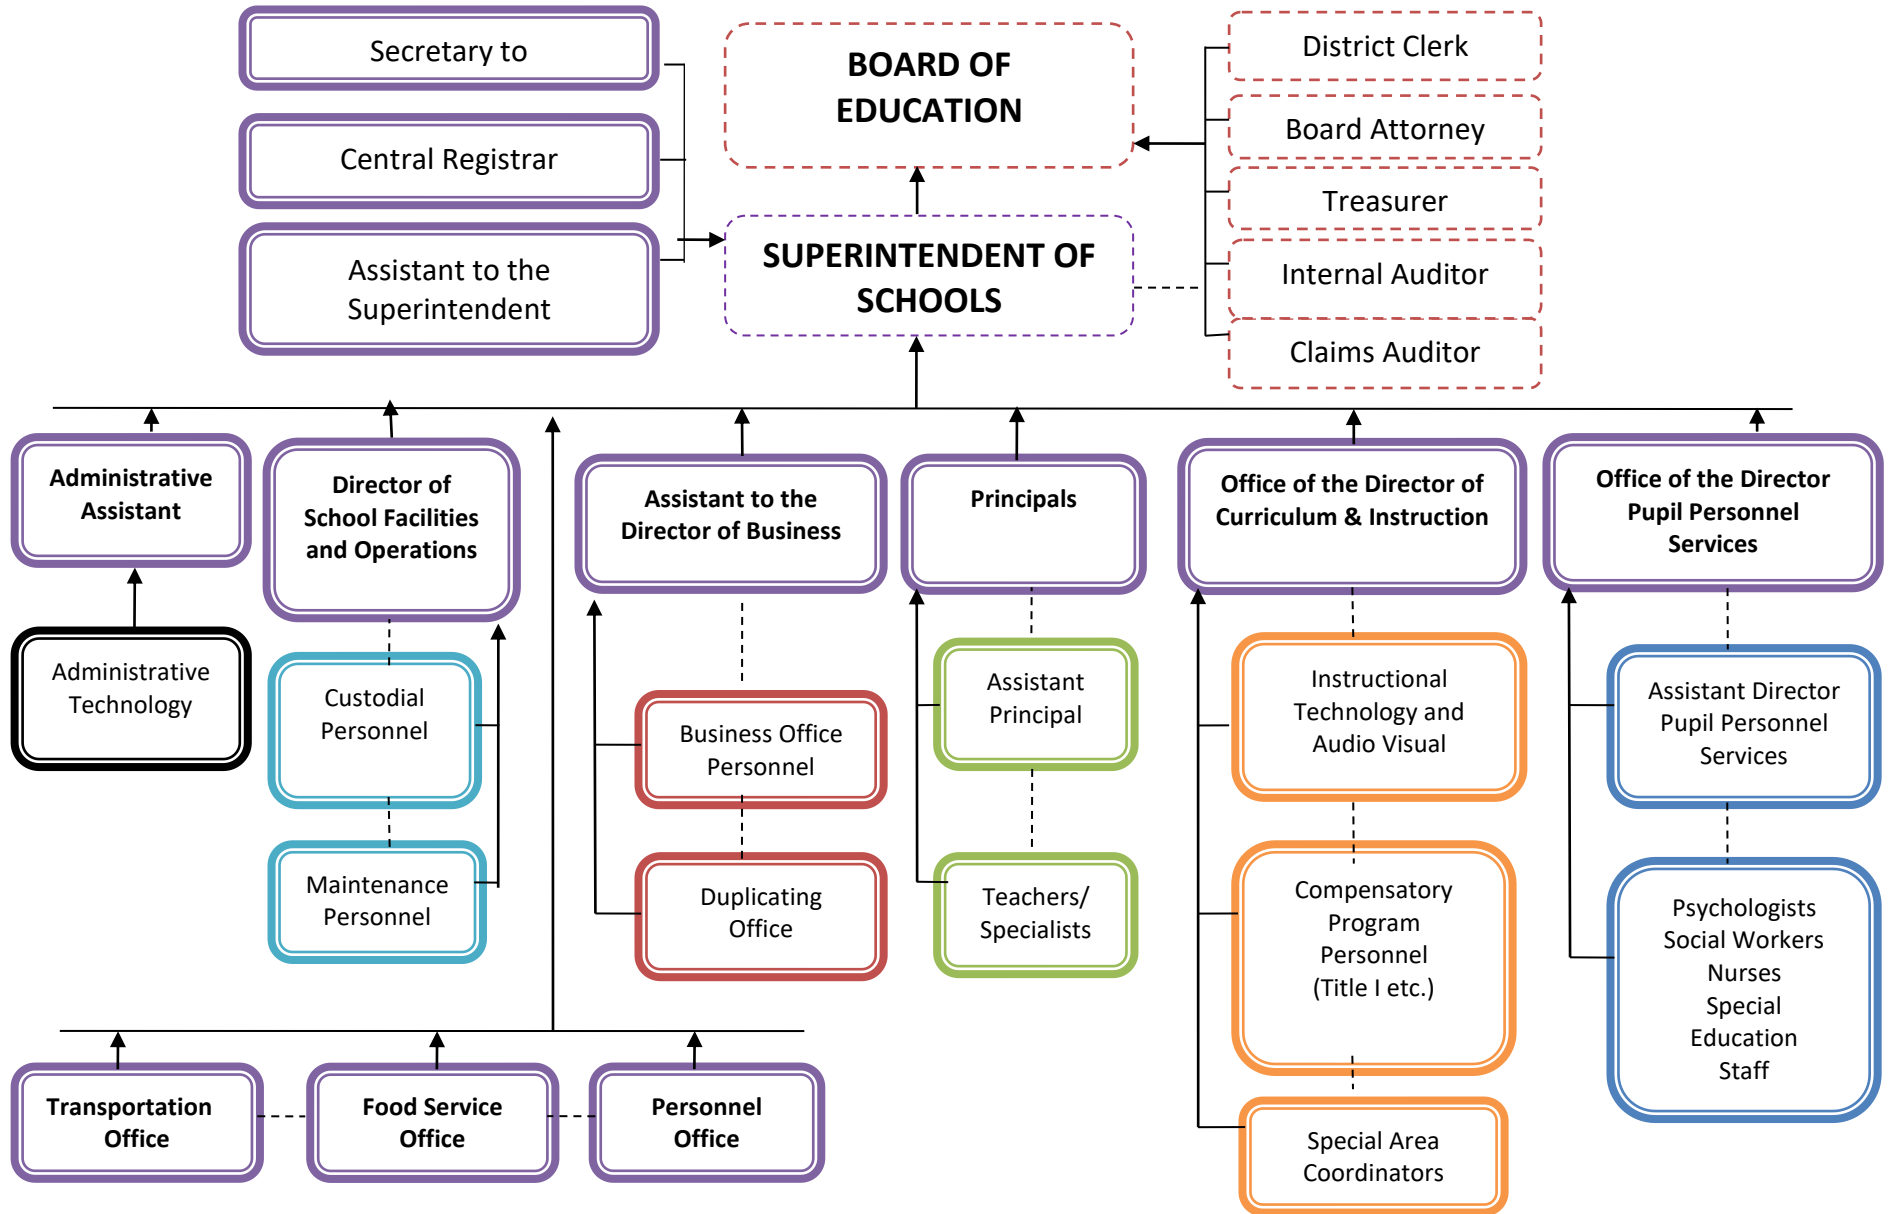 Secretary to
Central Registrar
Assistant to the
Superintendent
BOARD OF
EDUCATION
SUPERINTENDENT OF
SCHOOLS
District Clerk
Board Attorney
Treasurer
Internal Auditor
Claims Auditor
Administrative
Assistant
Director of
School Facilities
and Operations
Assistant to the
Director of Business
Principals
Office of the Director of
Curriculum & Instruction
Office of the Director
Pupil Personnel
Services
Administrative
Technology
Custodial
Personnel
Maintenance
Personnel
Business Office
Personnel
Duplicating
Office
Assistant
Principal
Teachers/
Specialists
Instructional
Technology and
Audio Visual
Compensatory
Program
Personnel
(Title I etc.)
Special Area
Coordinators
Assistant Director
Pupil Personnel
Services
Psychologists
Social Workers
Nurses
Special
Education
Staff
Transportation
Office
Food Service
Office
Personnel
Office